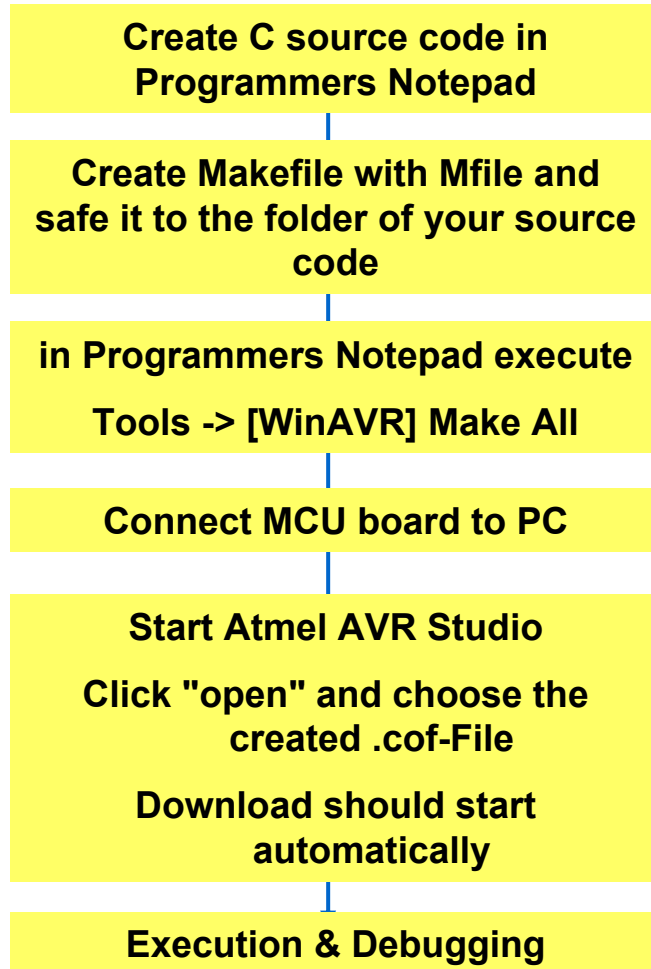 Create C source code in
Programmers Notepad
Create Makefile with Mfile and
safe it to the folder of your source
code
in Programmers Notepad execute
Tools -> [WinAVR] Make All
Connect MCU board to PC
Start Atmel AVR Studio
Click "open" and choose the
created .cof-File
Download should start
automatically
Execution & Debugging